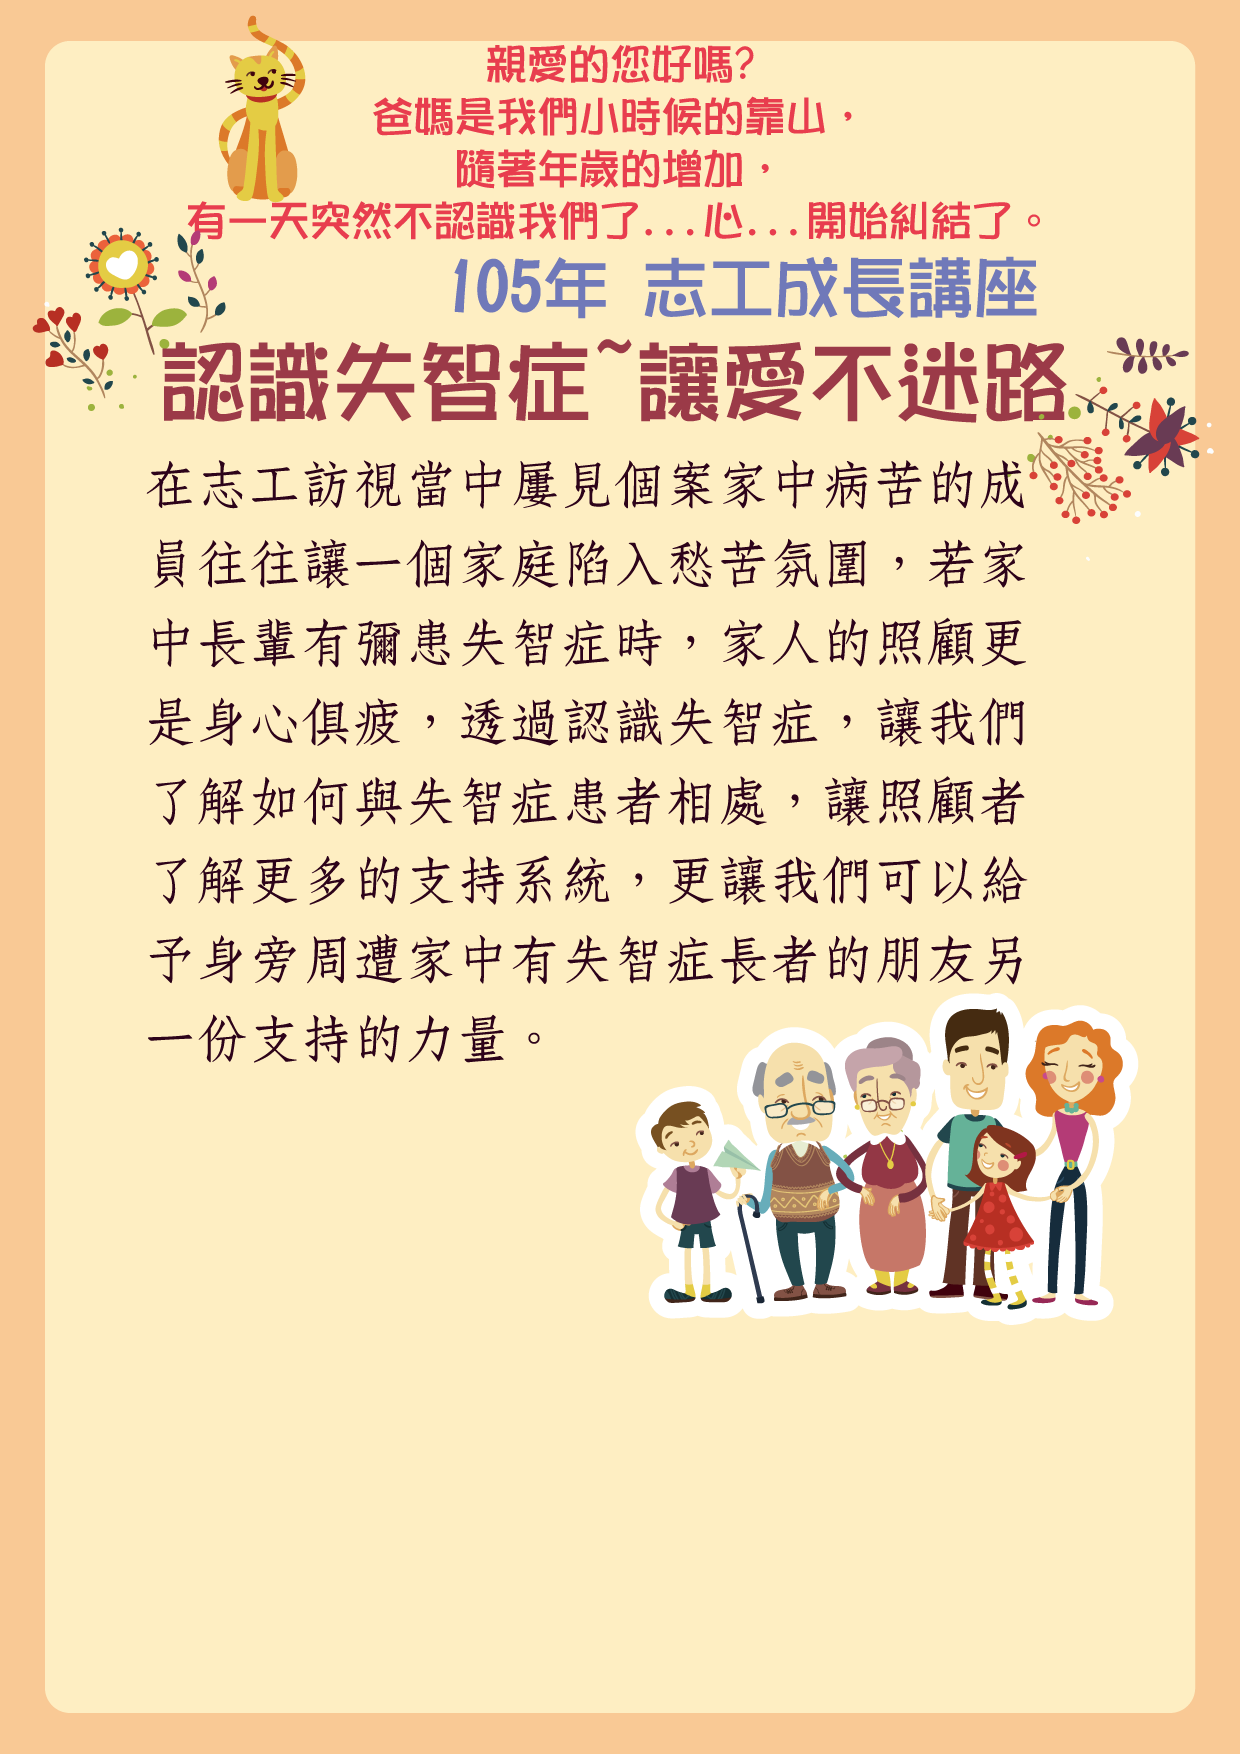 親愛的您好嗎?
爸媽是我們小時候的靠山，
隨著年歲的增加，
有一天突然不認識我們了...心...開始糾結了。
105年 志工成長講座
認識失智症~讓愛不迷路
在志工訪視當中屢見個案家中病苦的成
員往往讓一個家庭陷入愁苦氛圍，若家
中長輩有彌患失智症時，家人的照顧更
是身心俱疲，透過認識失智症，讓我們
了解如何與失智症患者相處，讓照顧者
了解更多的支持系統，更讓我們可以給
予身旁周遭家中有失智症長者的朋友另
一份支持的力量。